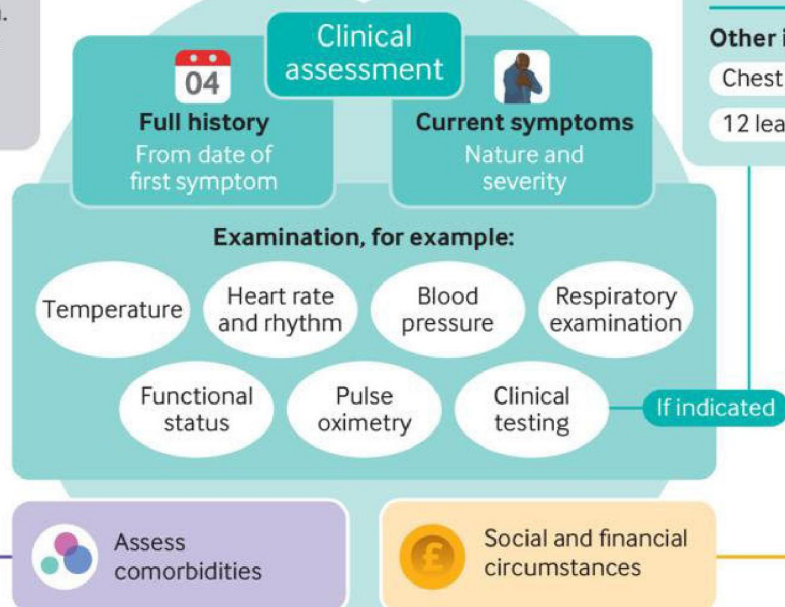 Clinical
assessment
04
Full history
From date of
first symptom
Current symptoms
Nature and
severity
Other
Chest
12
Examination, for example:
Temperature
Heart rate
and rhythm
Blood
pressure
Respiratory
examination
Functional
status
Pulse
oximetry
Clinical
testing
If indicated
Assess
comorbidities
£
Social and financial
circumstances